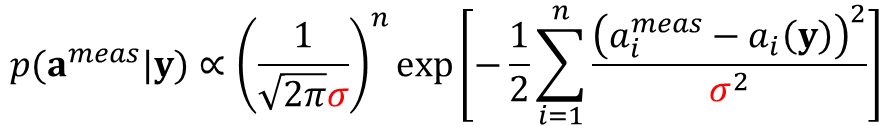 p(𝐚^{meas}|𝐲) ∝ (1/(√(2π)σ))^n exp[−(1/2) ∑_{i=1}^{n} (a_i^{meas} − a_i(𝐲))^2/σ^2]